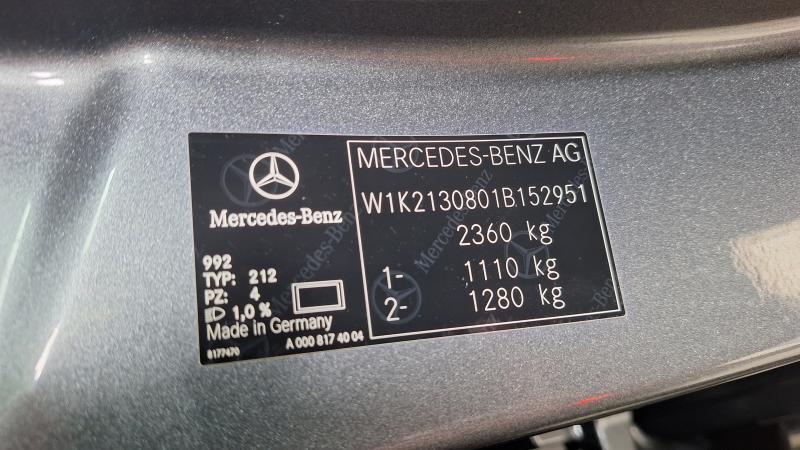 Mercedes-Benz
992
TYP: 212
PZ: 4
1,0 %
Made in Germany
8177470
A 000 817 40 04
MERCEDES-BENZ AG
W1K2130801B152951
2360 kg
1- 1110 kg
2- 1280 kg